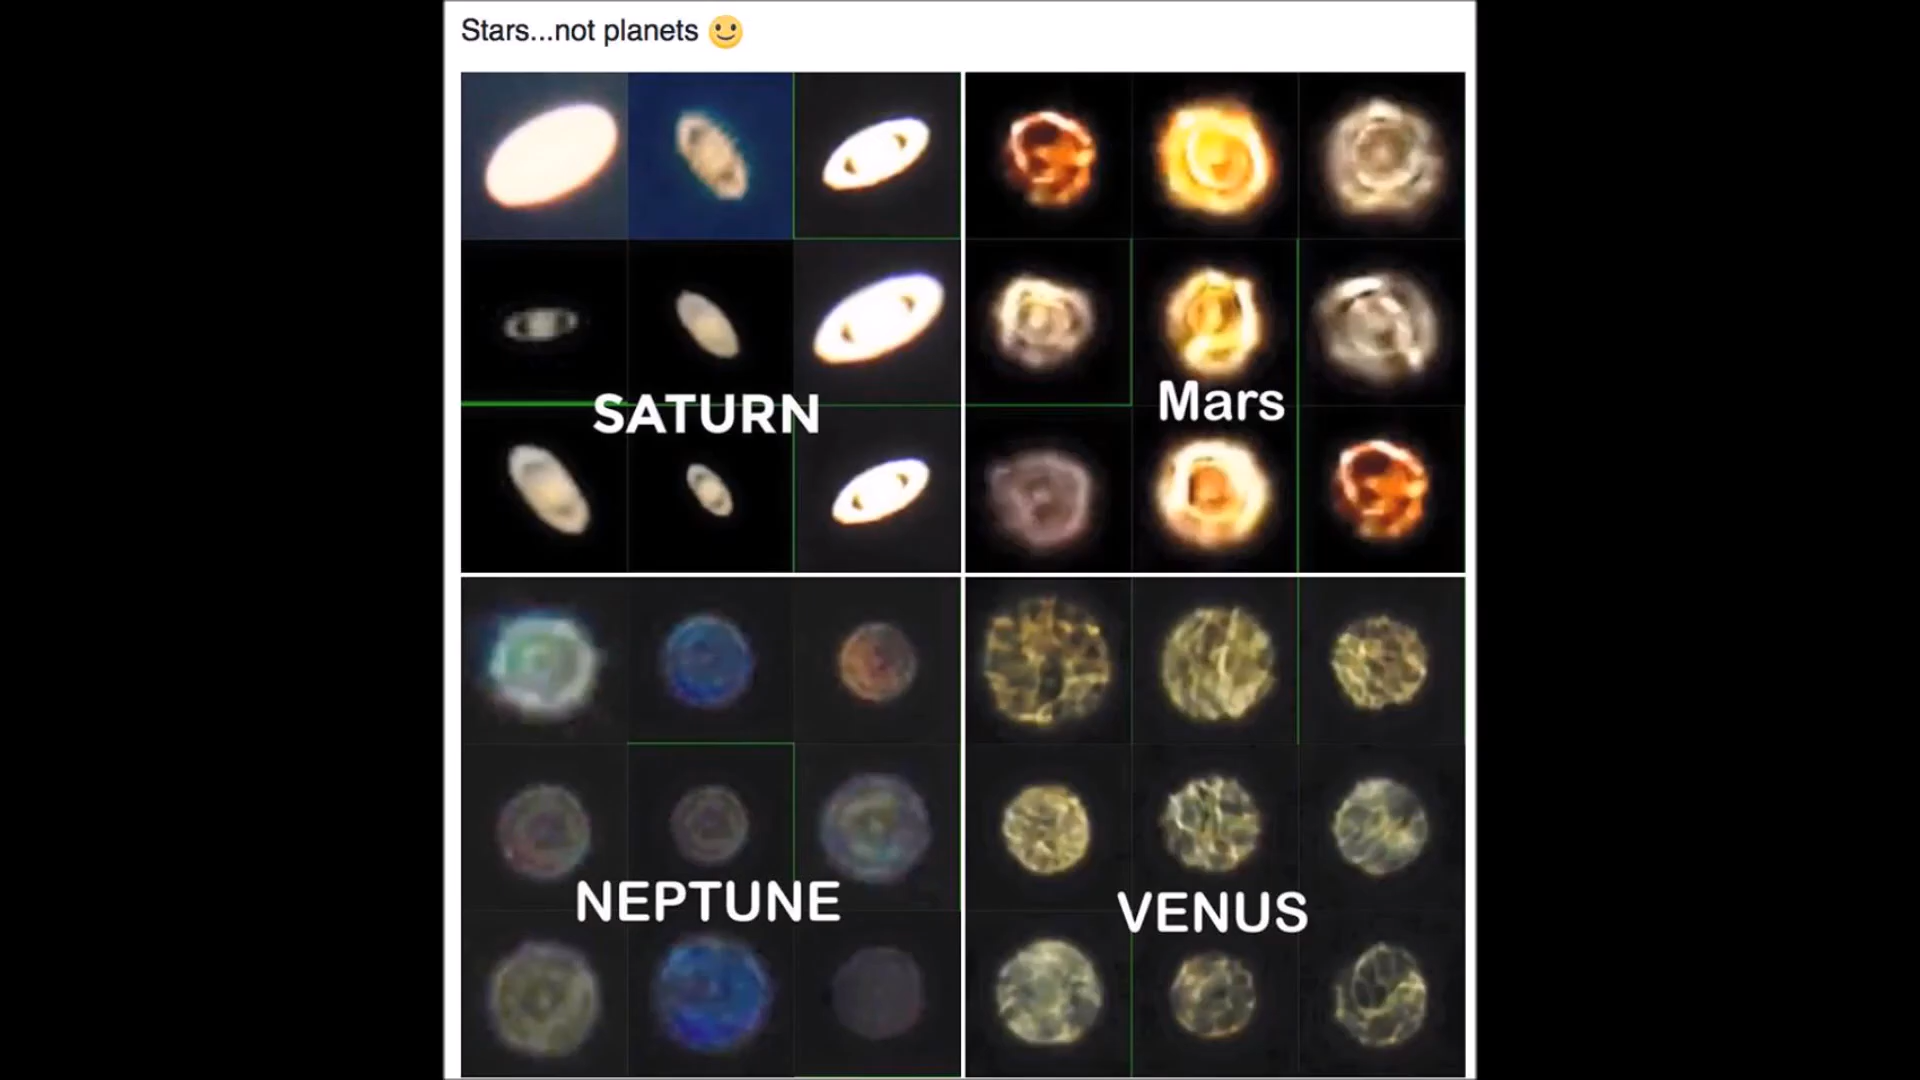 Stars...not planets 🙂
SATURN
Mars
NEPTUNE
VENUS